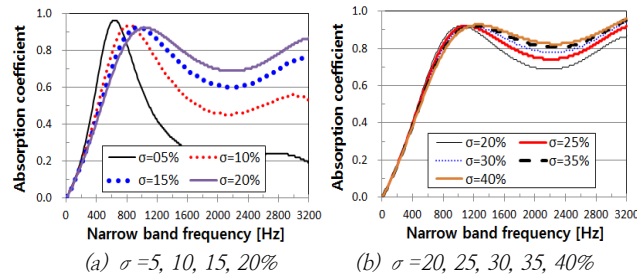 Absorption coefficient
1.0
0.8
0.6
0.4
0.2
0.0
σ=05%
σ=10%
σ=15%
σ=20%
0 400 800 1200 1600 2000 2400 2800 3200
Narrow band frequency [Hz]
(a) σ=5, 10, 15, 20%
Absorption coefficient
1.0
0.8
0.6
0.4
0.2
0.0
σ=20%
σ=25%
σ=30%
σ=35%
σ=40%
0 400 800 1200 1600 2000 2400 2800 3200
Narrow band frequency [Hz]
(b) σ=20, 25, 30, 35, 40%